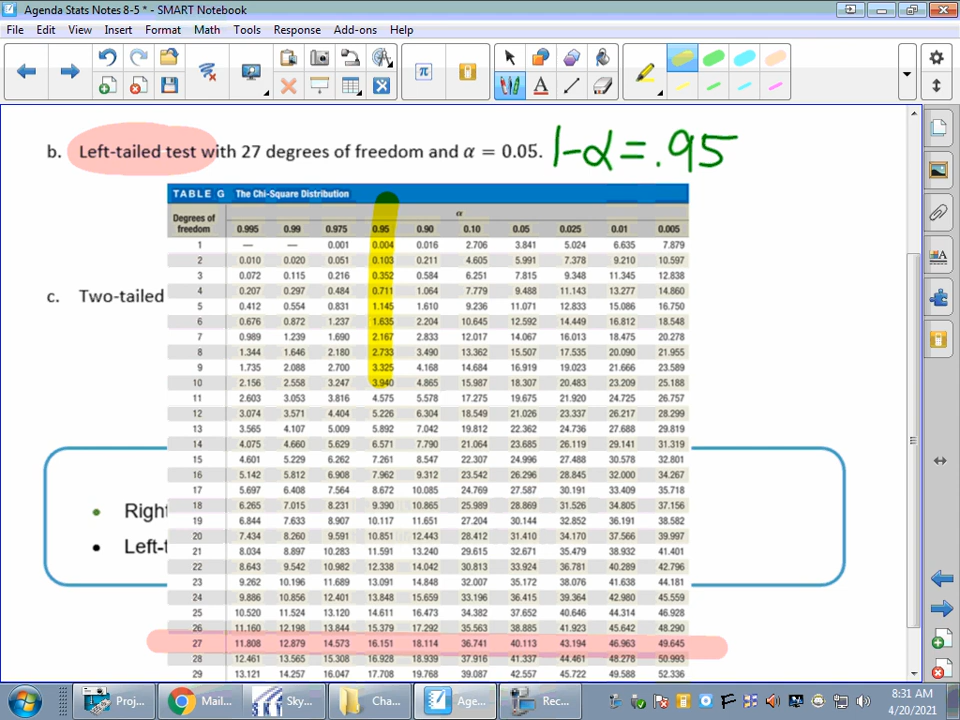 Agenda Stats Notes 8-5 * - SMART Notebook
File Edit View Insert Format Math Tools Response Add-ons Help
b. Left-tailed test with 27 degrees of freedom and α = 0.05. 1-α = .95
TABLE G The Chi-Square Distribution
α
Degrees of freedom 0.995 0.99 0.975 0.95 0.90 0.10 0.05 0.025 0.01 0.005
1 — — 0.001 0.004 0.016 2.706 3.841 5.024 6.635 7.879
2 0.010 0.020 0.051 0.103 0.211 4.605 5.991 7.378 9.210 10.597
3 0.072 0.115 0.216 0.352 0.584 6.251 7.815 9.348 11.345 12.838
c. Two-tailed
4 0.207 0.297 0.484 0.711 1.064 7.779 9.488 11.143 13.277 14.860
5 0.412 0.554 0.831 1.145 1.610 9.236 11.071 12.833 15.086 16.750
6 0.676 0.872 1.237 1.635 2.204 10.645 12.592 14.449 16.812 18.548
7 0.989 1.239 1.690 2.167 2.833 12.017 14.067 16.013 18.475 20.278
8 1.344 1.646 2.180 2.733 3.490 13.362 15.507 17.535 20.090 21.955
9 1.735 2.088 2.700 3.325 4.168 14.684 16.919 19.023 21.666 23.589
10 2.156 2.558 3.247 3.940 4.865 15.987 18.307 20.483 23.209 25.188
11 2.603 3.053 3.816 4.575 5.578 17.275 19.675 21.920 24.725 26.757
12 3.074 3.571 4.404 5.226 6.304 18.549 21.026 23.337 26.217 28.299
13 3.565 4.107 5.009 5.892 7.042 19.812 22.362 24.736 27.688 29.819
14 4.075 4.660 5.629 6.571 7.790 21.064 23.685 26.119 29.141 31.319
15 4.601 5.229 6.262 7.261 8.547 22.307 24.996 27.488 30.578 32.801
16 5.142 5.812 6.908 7.962 9.312 23.542 26.296 28.845 32.000 34.267
17 5.697 6.408 7.564 8.672 10.085 24.769 27.587 30.191 33.409 35.718
18 6.265 7.015 8.231 9.390 10.865 25.989 28.869 31.526 34.805 37.156
Right
19 6.844 7.633 8.907 10.117 11.651 27.204 30.144 32.852 36.191 38.582
20 7.434 8.260 9.591 10.851 12.443 28.412 31.410 34.170 37.566 39.997
Left-t
21 8.034 8.897 10.283 11.591 13.240 29.615 32.671 35.479 38.932 41.401
22 8.643 9.542 10.982 12.338 14.042 30.813 33.924 36.781 40.289 42.796
23 9.262 10.196 11.689 13.091 14.848 32.007 35.172 38.076 41.638 44.181
24 9.886 10.856 12.401 13.848 15.659 33.196 36.415 39.364 42.980 45.559
25 10.520 11.524 13.120 14.611 16.473 34.382 37.652 40.646 44.314 46.928
26 11.160 12.198 13.844 15.379 17.292 35.563 38.885 41.923 45.642 48.290
27 11.808 12.879 14.573 16.151 18.114 36.741 40.113 43.194 46.963 49.645
28 12.461 13.565 15.308 16.928 18.939 37.916 41.337 44.461 48.278 50.993
29 13.121 14.257 16.047 17.708 19.768 39.087 42.557 45.722 49.588 52.336
Proj... Mail... Sky... Cha... Age... Rec...
8:31 AM
4/20/2021